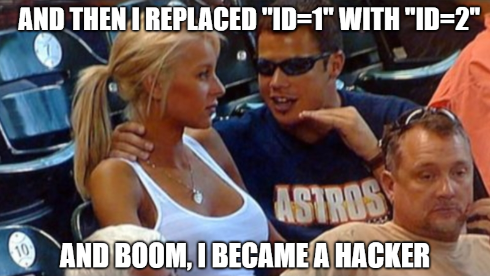 AND THEN I REPLACED "ID=1" WITH "ID=2"
ASTROS
AND BOOM, I BECAME A HACKER